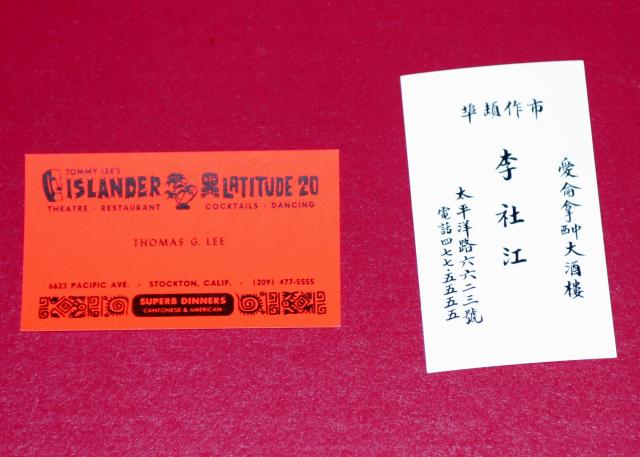 TOMMY LEE'S
ISLANDER LATITUDE 20
THEATRE · RESTAURANT COCKTAILS · DANCING
THOMAS G. LEE
6623 PACIFIC AVE. - STOCKTON, CALIF. - (209) 477-5555
SUPERB DINNERS
CANTONESE & AMERICAN
市作頓埠
愛侖拿酙大酒樓
李社江
太平洋路六六二三號
電話四七七·五五五五